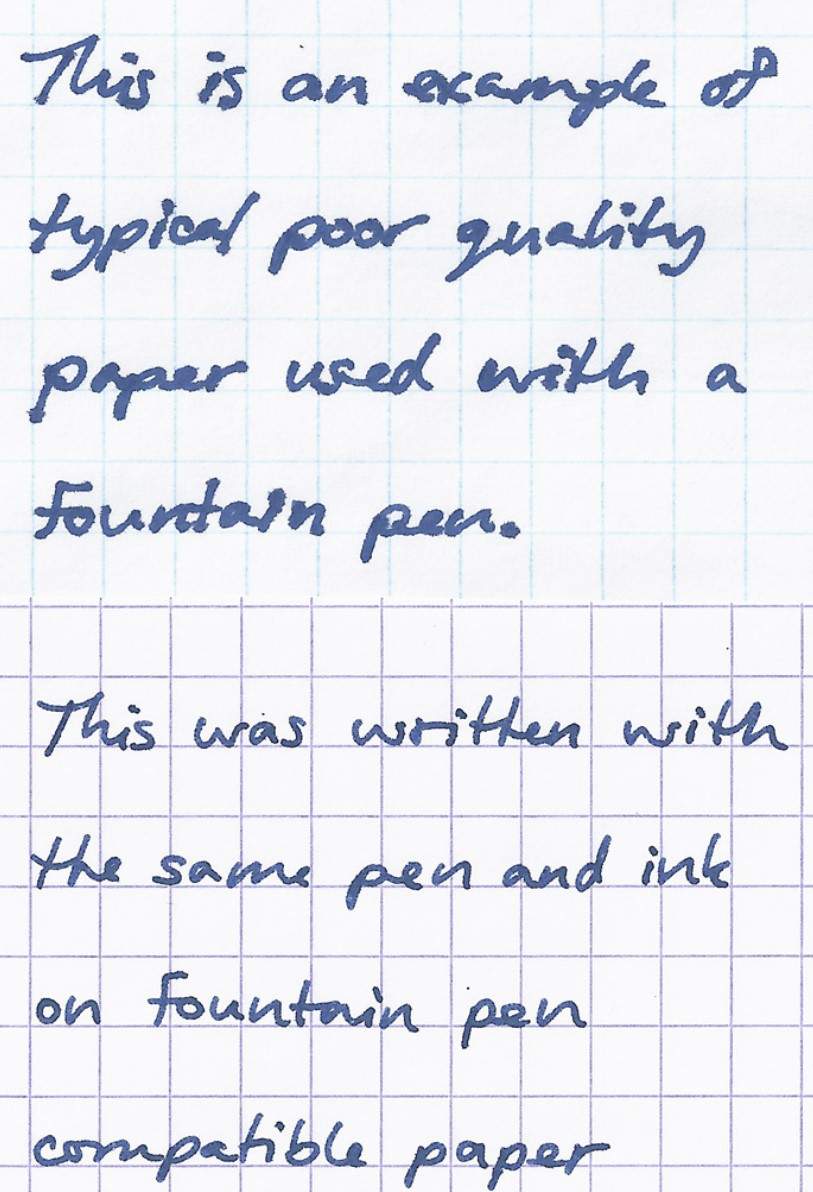 This is an example of
typical poor quality
paper used with a
fountain pen.
This was written with
the same pen and ink
on fountain pen
compatible paper